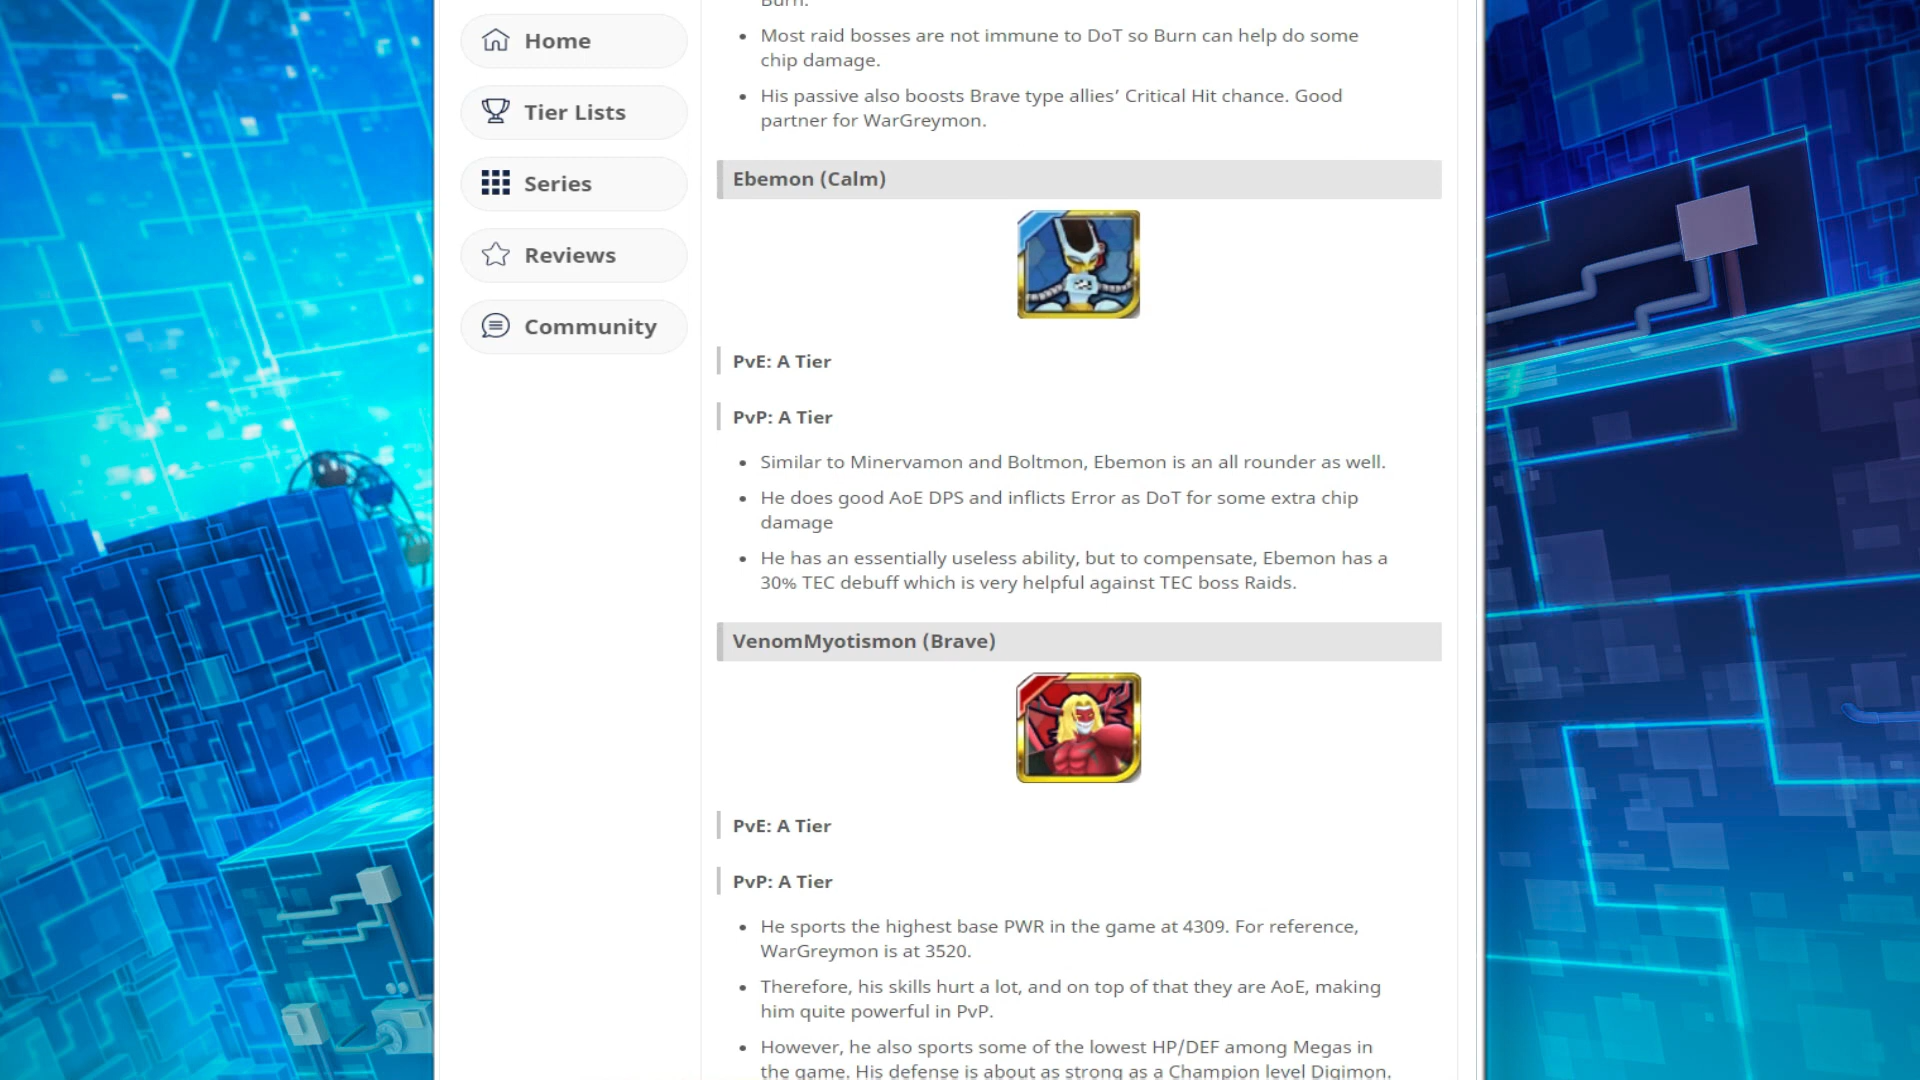 Home
Tier Lists
Series
Reviews
Community
Burn.
Most raid bosses are not immune to DoT so Burn can help do some
chip damage.
His passive also boosts Brave type allies’ Critical Hit chance. Good
partner for WarGreymon.
Ebemon (Calm)
PvE: A Tier
PvP: A Tier
Similar to Minervamon and Boltmon, Ebemon is an all rounder as well.
He does good AoE DPS and inflicts Error as DoT for some extra chip
damage
He has an essentially useless ability, but to compensate, Ebemon has a
30% TEC debuff which is very helpful against TEC boss Raids.
VenomMyotismon (Brave)
PvE: A Tier
PvP: A Tier
He sports the highest base PWR in the game at 4309. For reference,
WarGreymon is at 3520.
Therefore, his skills hurt a lot, and on top of that they are AoE, making
him quite powerful in PvP.
However, he also sports some of the lowest HP/DEF among Megas in
the game. His defense is about as strong as a Champion level Digimon.